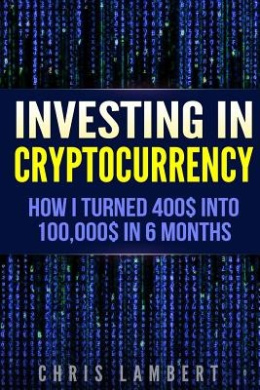 INVESTING IN
CRYPTOCURRENCY
HOW I TURNED 400$ INTO
100,000$ IN 6 MONTHS
CHRIS LAMBERT